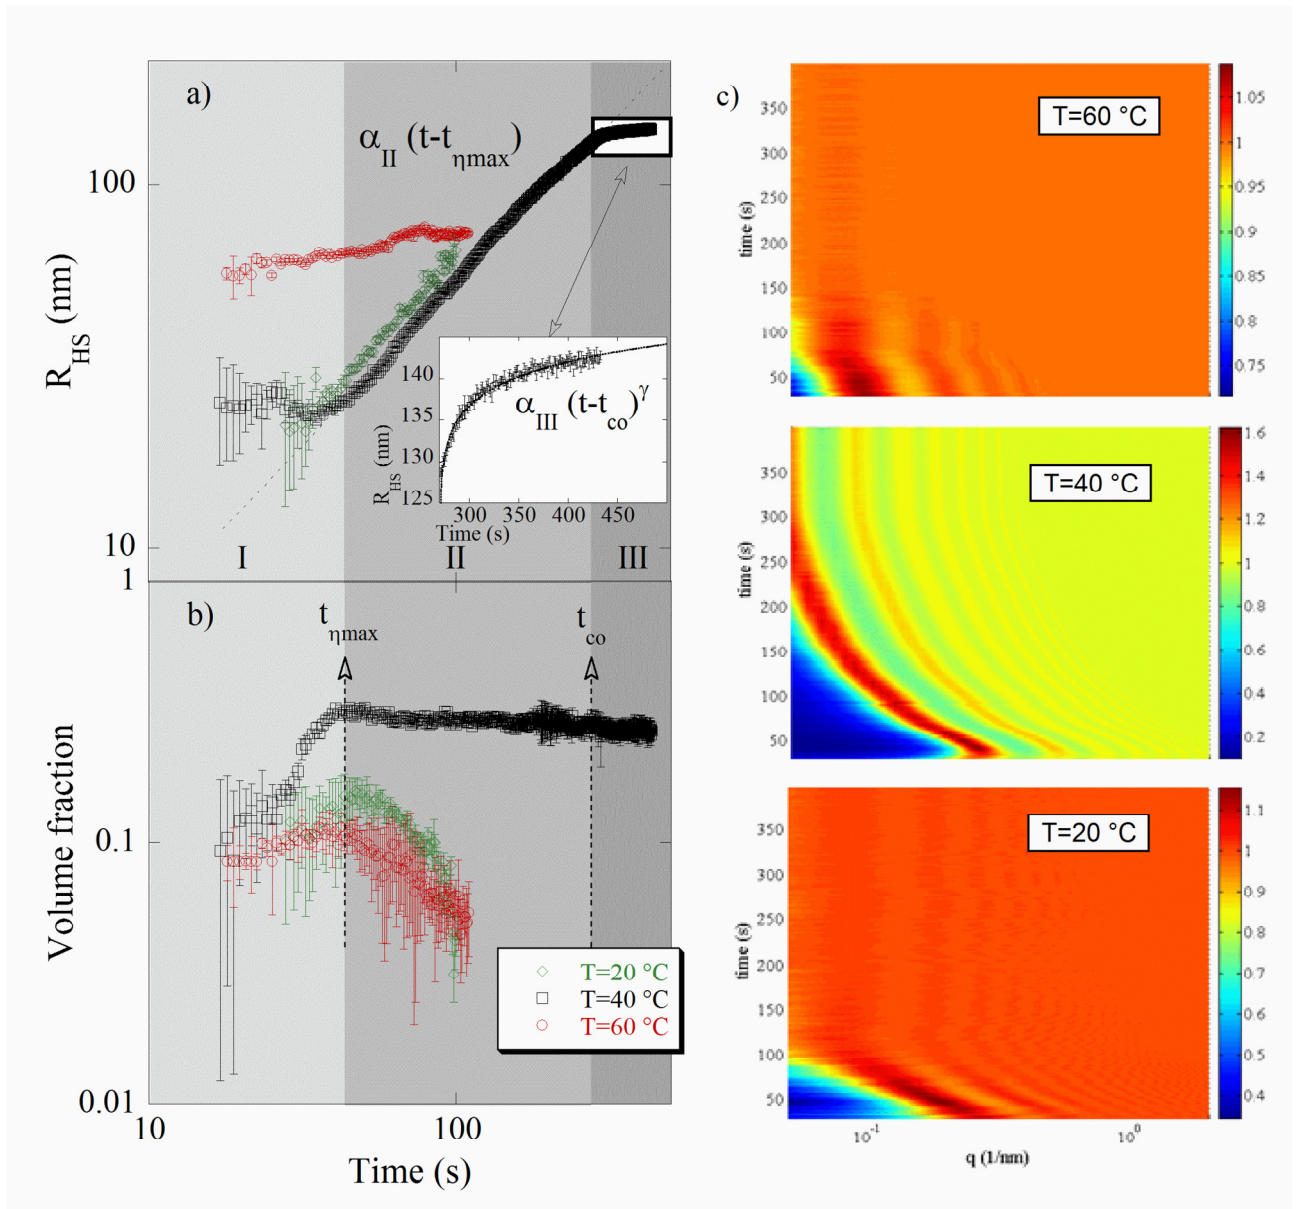 a)
α_II (t-t_ηmax)
100
10
R_HS (nm)
140
135
130
125
R_HS (nm)
α_III (t-t_co)^γ
300 350 400 450
Time (s)
I II III
b)
t_ηmax
t_co
1
0.1
0.01
Volume fraction
T=20 °C
T=40 °C
T=60 °C
10 100
Time (s)
c)
T=60 °C
350
300
250
200
150
100
50
time (s)
1.05
1
0.95
0.9
0.85
0.8
0.75
T=40 °C
350
300
250
200
150
100
50
time (s)
1.6
1.4
1.2
1
0.8
0.6
0.4
0.2
T=20 °C
350
300
250
200
150
100
50
time (s)
1.1
1
0.9
0.8
0.7
0.6
0.5
0.4
10^-1 10^0
q (1/nm)